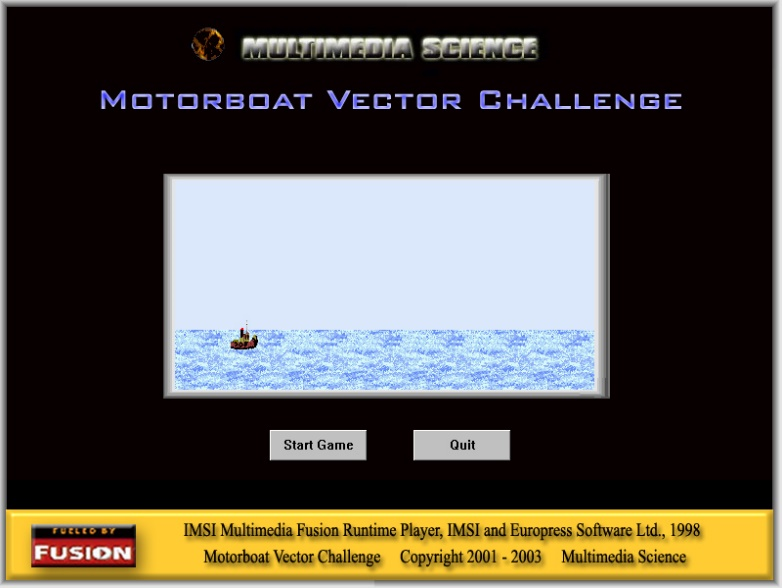 MULTIMEDIA SCIENCE
MOTORBOAT VECTOR CHALLENGE
Start Game
Quit
FUELED BY
FUSION
IMSI Multimedia Fusion Runtime Player, IMSI and Europress Software Ltd., 1998
Motorboat Vector Challenge Copyright 2001 - 2003 Multimedia Science